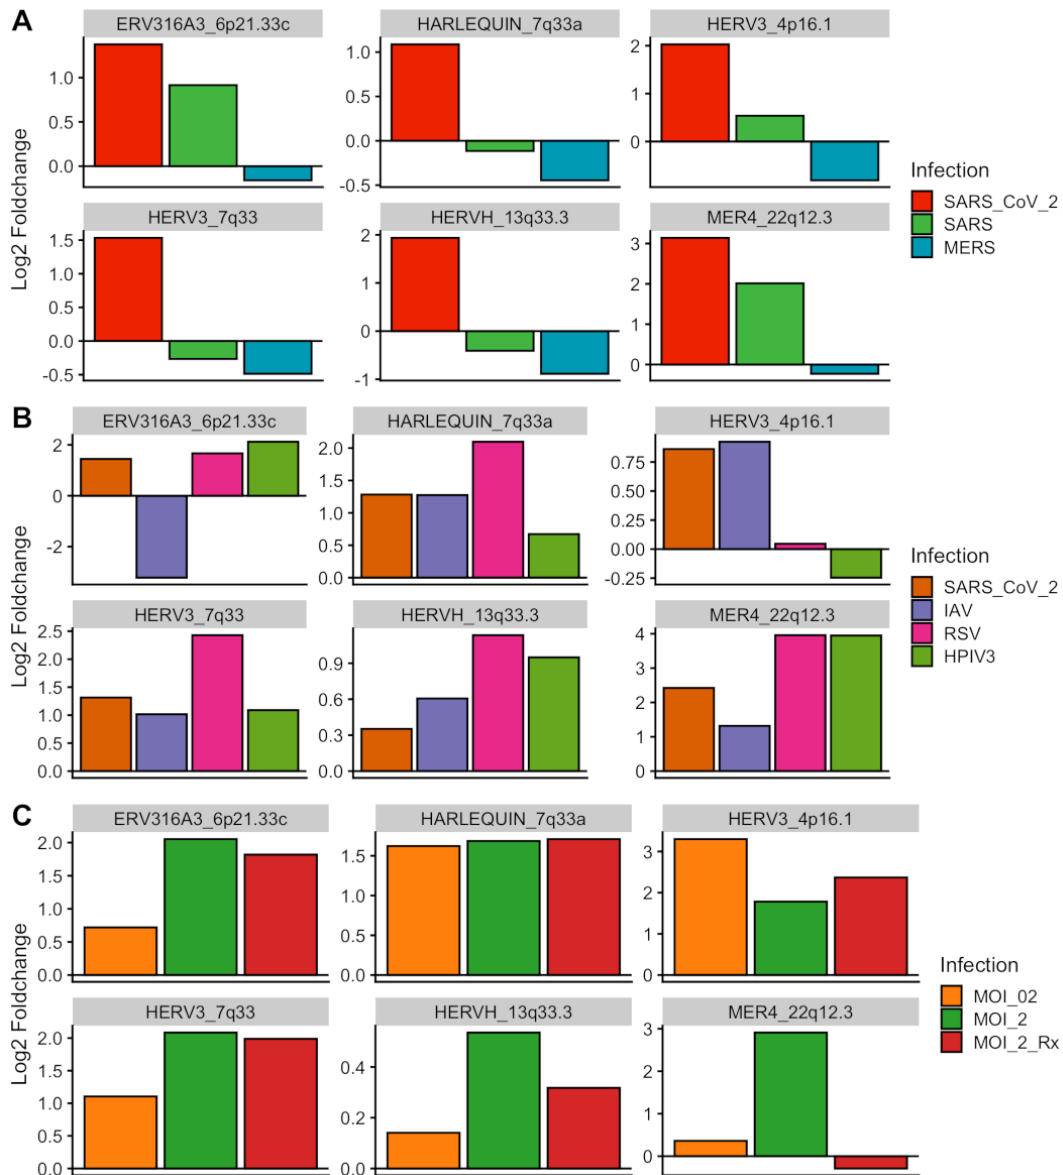 A
ERV316A3_6p21.33c
HARLEQUIN_7q33a
HERV3_4p16.1
Log2 Foldchange
1.0
0.5
0.0
1.0
0.5
0.0
-0.5
2
1
0
HERV3_7q33
HERVH_13q33.3
MER4_22q12.3
1.5
1.0
0.5
0.0
-0.5
2
1
0
-1
3
2
1
0
Infection
SARS_CoV_2
SARS
MERS
B
ERV316A3_6p21.33c
HARLEQUIN_7q33a
HERV3_4p16.1
Log2 Foldchange
2
0
-2
2.0
1.5
1.0
0.5
0.0
0.75
0.50
0.25
0.00
-0.25
HERV3_7q33
HERVH_13q33.3
MER4_22q12.3
2.5
2.0
1.5
1.0
0.5
0.0
0.9
0.6
0.3
0.0
4
3
2
1
0
Infection
SARS_CoV_2
IAV
RSV
HPIV3
C
ERV316A3_6p21.33c
HARLEQUIN_7q33a
HERV3_4p16.1
Log2 Foldchange
2.0
1.5
1.0
0.5
0.0
1.5
1.0
0.5
0.0
3
2
1
0
HERV3_7q33
HERVH_13q33.3
MER4_22q12.3
2.0
1.5
1.0
0.5
0.0
0.4
0.2
0.0
3
2
1
0
Infection
MOI_02
MOI_2
MOI_2_Rx